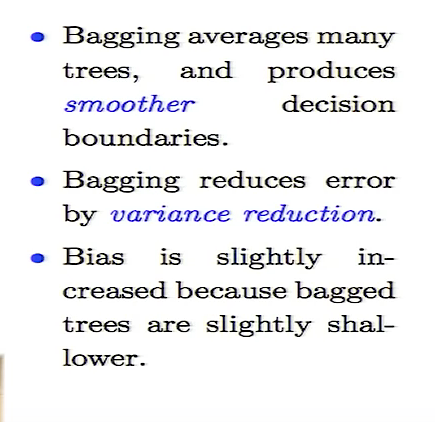 • Bagging averages many
trees, and produces
smoother decision
boundaries.
• Bagging reduces error
by variance reduction.
• Bias is slightly in-
creased because bagged
trees are slightly shal-
lower.